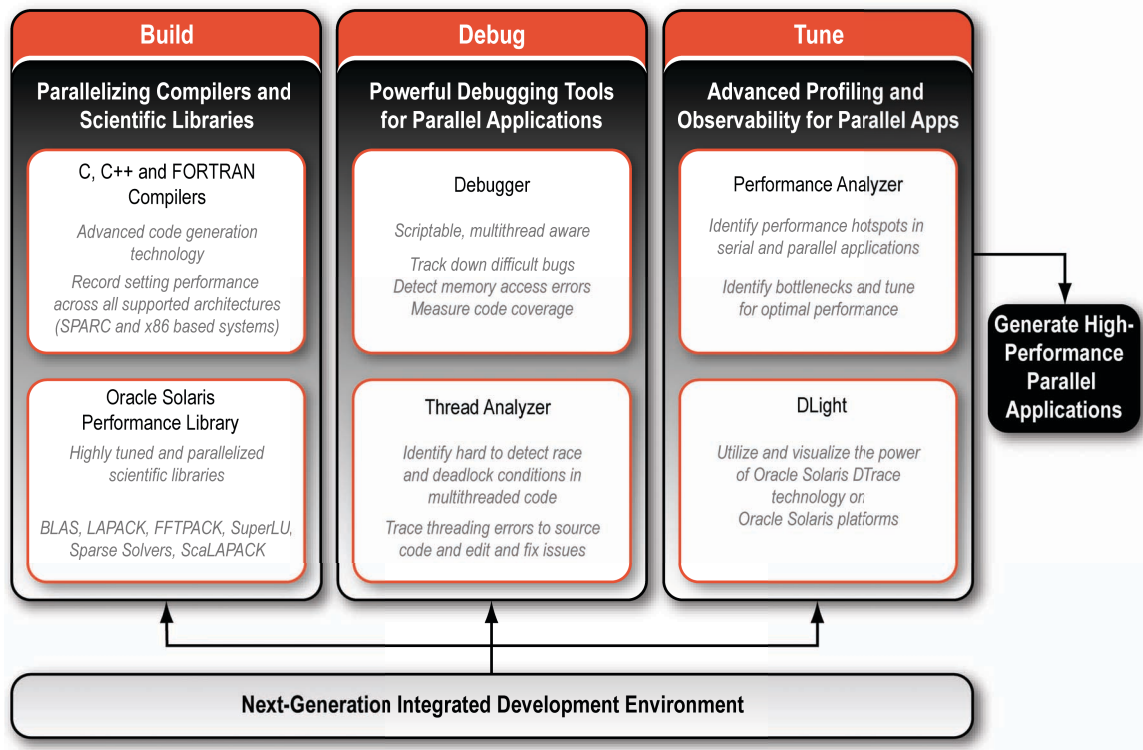 Build
Parallelizing Compilers and
Scientific Libraries
C, C++ and FORTRAN
Compilers
Advanced code generation
technology
Record setting performance
across all supported architectures
(SPARC and x86 based systems)
Oracle Solaris
Performance Library
Highly tuned and parallelized
scientific libraries
BLAS, LAPACK, FFTPACK, SuperLU,
Sparse Solvers, ScaLAPACK
Debug
Powerful Debugging Tools
for Parallel Applications
Debugger
Scriptable, multithread aware
Track down difficult bugs
Detect memory access errors
Measure code coverage
Thread Analyzer
Identify hard to detect race
and deadlock conditions in
multithreaded code
Trace threading errors to source
code and edit and fix issues
Tune
Advanced Profiling and
Observability for Parallel Apps
Performance Analyzer
Identify performance hotspots in
serial and parallel applications
Identify bottlenecks and tune
for optimal performance
DLight
Utilize and visualize the power
of Oracle Solaris DTrace
technology on
Oracle Solaris platforms
Generate High-
Performance
Parallel
Applications
Next-Generation Integrated Development Environment